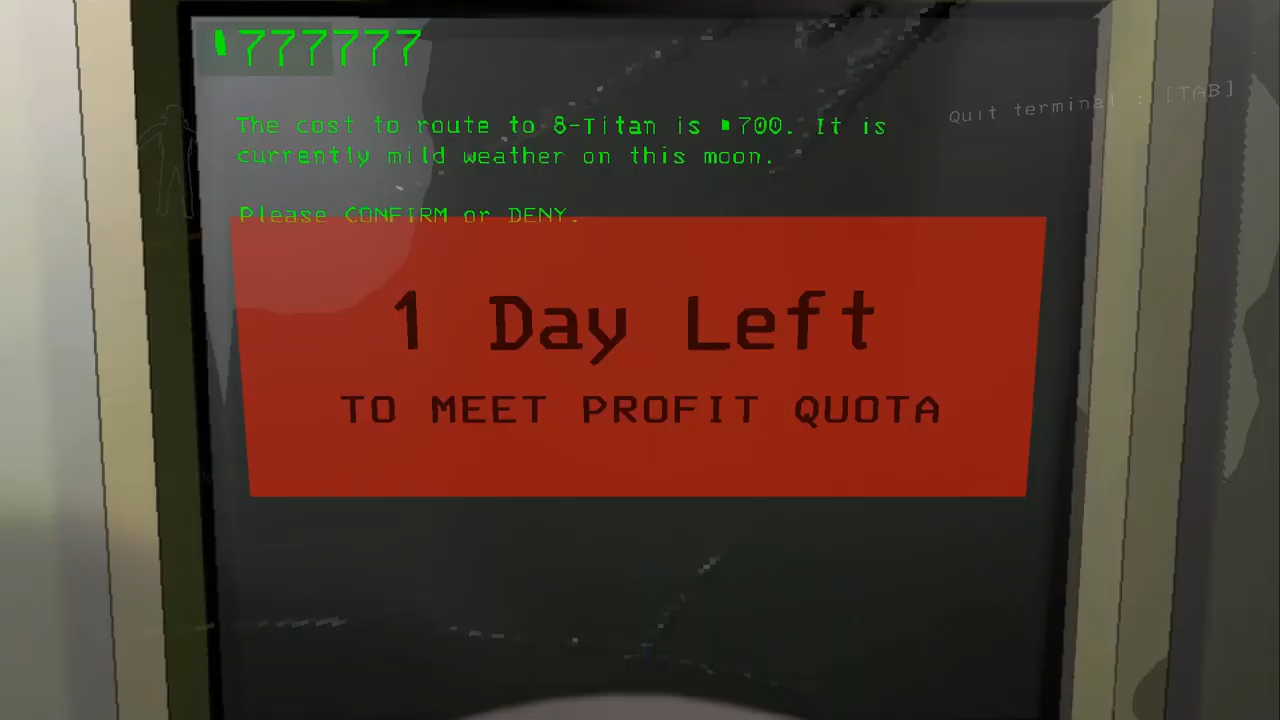 ▮777777
The cost to route to 8-Titan is ▮700. It is
currently mild weather on this moon.
Please CONFIRM or DENY.
Quit terminal : [TAB]
1 Day Left
TO MEET PROFIT QUOTA